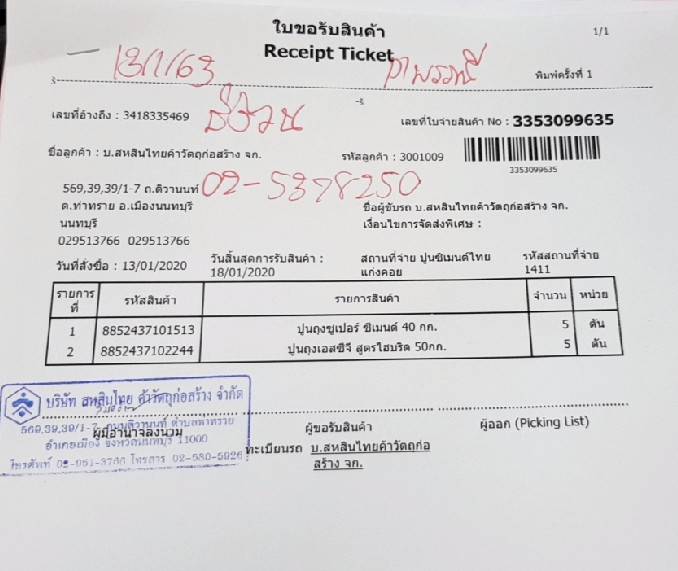 ใบขอรับสินค้า
1/1
Receipt Ticket
13/1/63
พิมพ์ครั้งที่ 1
เลขที่อ้างถึง : 3418335469
เลขที่ใบจ่ายสินค้า No : 3353099635
ชื่อลูกค้า : บ.สหสินไทยค้าวัตถุก่อสร้าง จก.
รหัสลูกค้า : 3001009
3353099635
569,39,39/1-7 ถ.ติวานนท์
02-5378250
ต.ท่าทราย อ.เมืองนนทบุรี
ชื่อผู้ขับรถ บ.สหสินไทยค้าวัตถุก่อสร้าง จก.
นนทบุรี
เงื่อนไขการจัดส่งพิเศษ :
029513766 029513766
วันที่สั่งซื้อ : 13/01/2020
วันสิ้นสุดการรับสินค้า :
18/01/2020
สถานที่จ่าย ปูนซิเมนต์ไทย
แก่งคอย
รหัสสถานที่จ่าย
1411
รายการที่ รหัสสินค้า รายการสินค้า จำนวน หน่วย
1 8852437101513 ปูนถุงซูเปอร์ ซีเมนต์ 40 กก. 5 ตัน
2 8852437102244 ปูนถุงเอสซีจี สูตรไฮบริด 50กก. 5 ตัน
บริษัท สหสินไทย ค้าวัตถุก่อสร้าง จำกัด
569,39,39/1-7 ถนนติวานนท์ ตำบลท่าทราย
ผู้มีอำนาจลงนาม
ผู้ขอรับสินค้า
ผู้ออก (Picking List)
อำเภอเมือง จังหวัดนนทบุรี 11000
โทรศัพท์ 02-951-3766 โทรสาร 02-580-5926
ทะเบียนรถ บ.สหสินไทยค้าวัตถุก่อ
สร้าง จก.